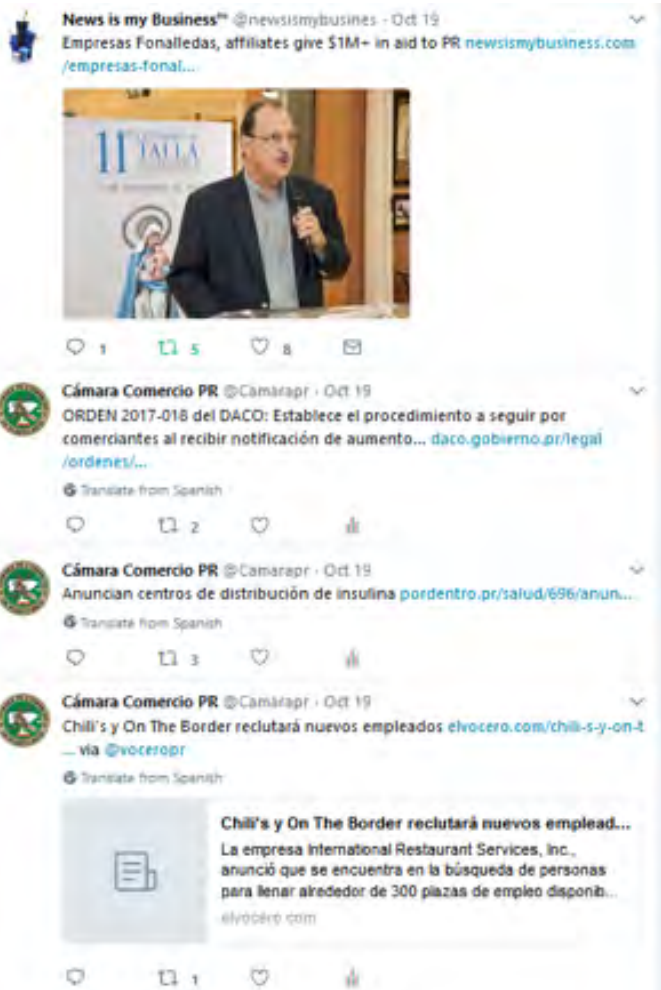 News is my Business™ @newsismybusines · Oct 19
Empresas Fonalledas, affiliates give $1M+ in aid to PR newsismybusiness.com
/empresas-fonal...
11
TALLA
1
5
8
Cámara Comercio PR @Camarapr · Oct 19
ORDEN 2017-018 del DACO: Establece el procedimiento a seguir por
comerciantes al recibir notificación de aumento... daco.gobierno.pr/legal
/ordenes/...
Translate from Spanish
2
Cámara Comercio PR @Camarapr · Oct 19
Anuncian centros de distribución de insulina pordentro.pr/salud/696/anun...
Translate from Spanish
3
Cámara Comercio PR @Camarapr · Oct 19
Chili's y On The Border reclutará nuevos empleados elvocero.com/chili-s-y-on-t
... via @voceropr
Translate from Spanish
Chili's y On The Border reclutará nuevos emplead...
La empresa International Restaurant Services, Inc.,
anunció que se encuentra en la búsqueda de personas
para llenar alrededor de 300 plazas de empleo disponib...
elvocero.com
1